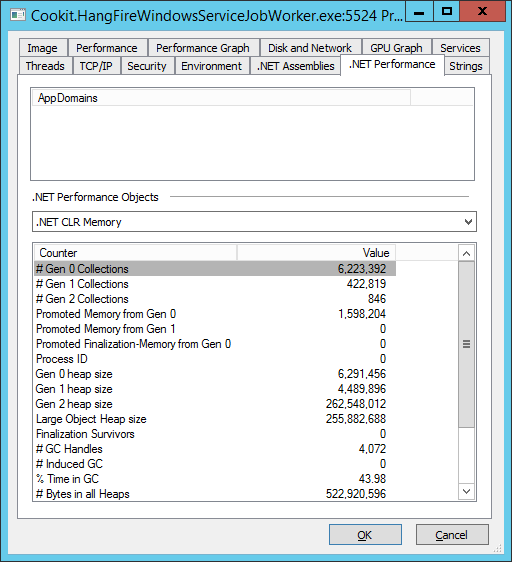 Cookit.HangFireWindowsServiceJobWorker.exe:5524 Pr...
Image Performance Performance Graph Disk and Network GPU Graph Services
Threads TCP/IP Security Environment .NET Assemblies .NET Performance Strings
AppDomains
.NET Performance Objects
.NET CLR Memory
Counter Value
# Gen 0 Collections 6,223,392
# Gen 1 Collections 422,819
# Gen 2 Collections 846
Promoted Memory from Gen 0 1,598,204
Promoted Memory from Gen 1 0
Promoted Finalization-Memory from Gen 0 0
Process ID 0
Gen 0 heap size 6,291,456
Gen 1 heap size 4,489,896
Gen 2 heap size 262,548,012
Large Object Heap size 255,882,688
Finalization Survivors 0
# GC Handles 4,072
# Induced GC 0
% Time in GC 43.98
# Bytes in all Heaps 522,920,596
OK Cancel